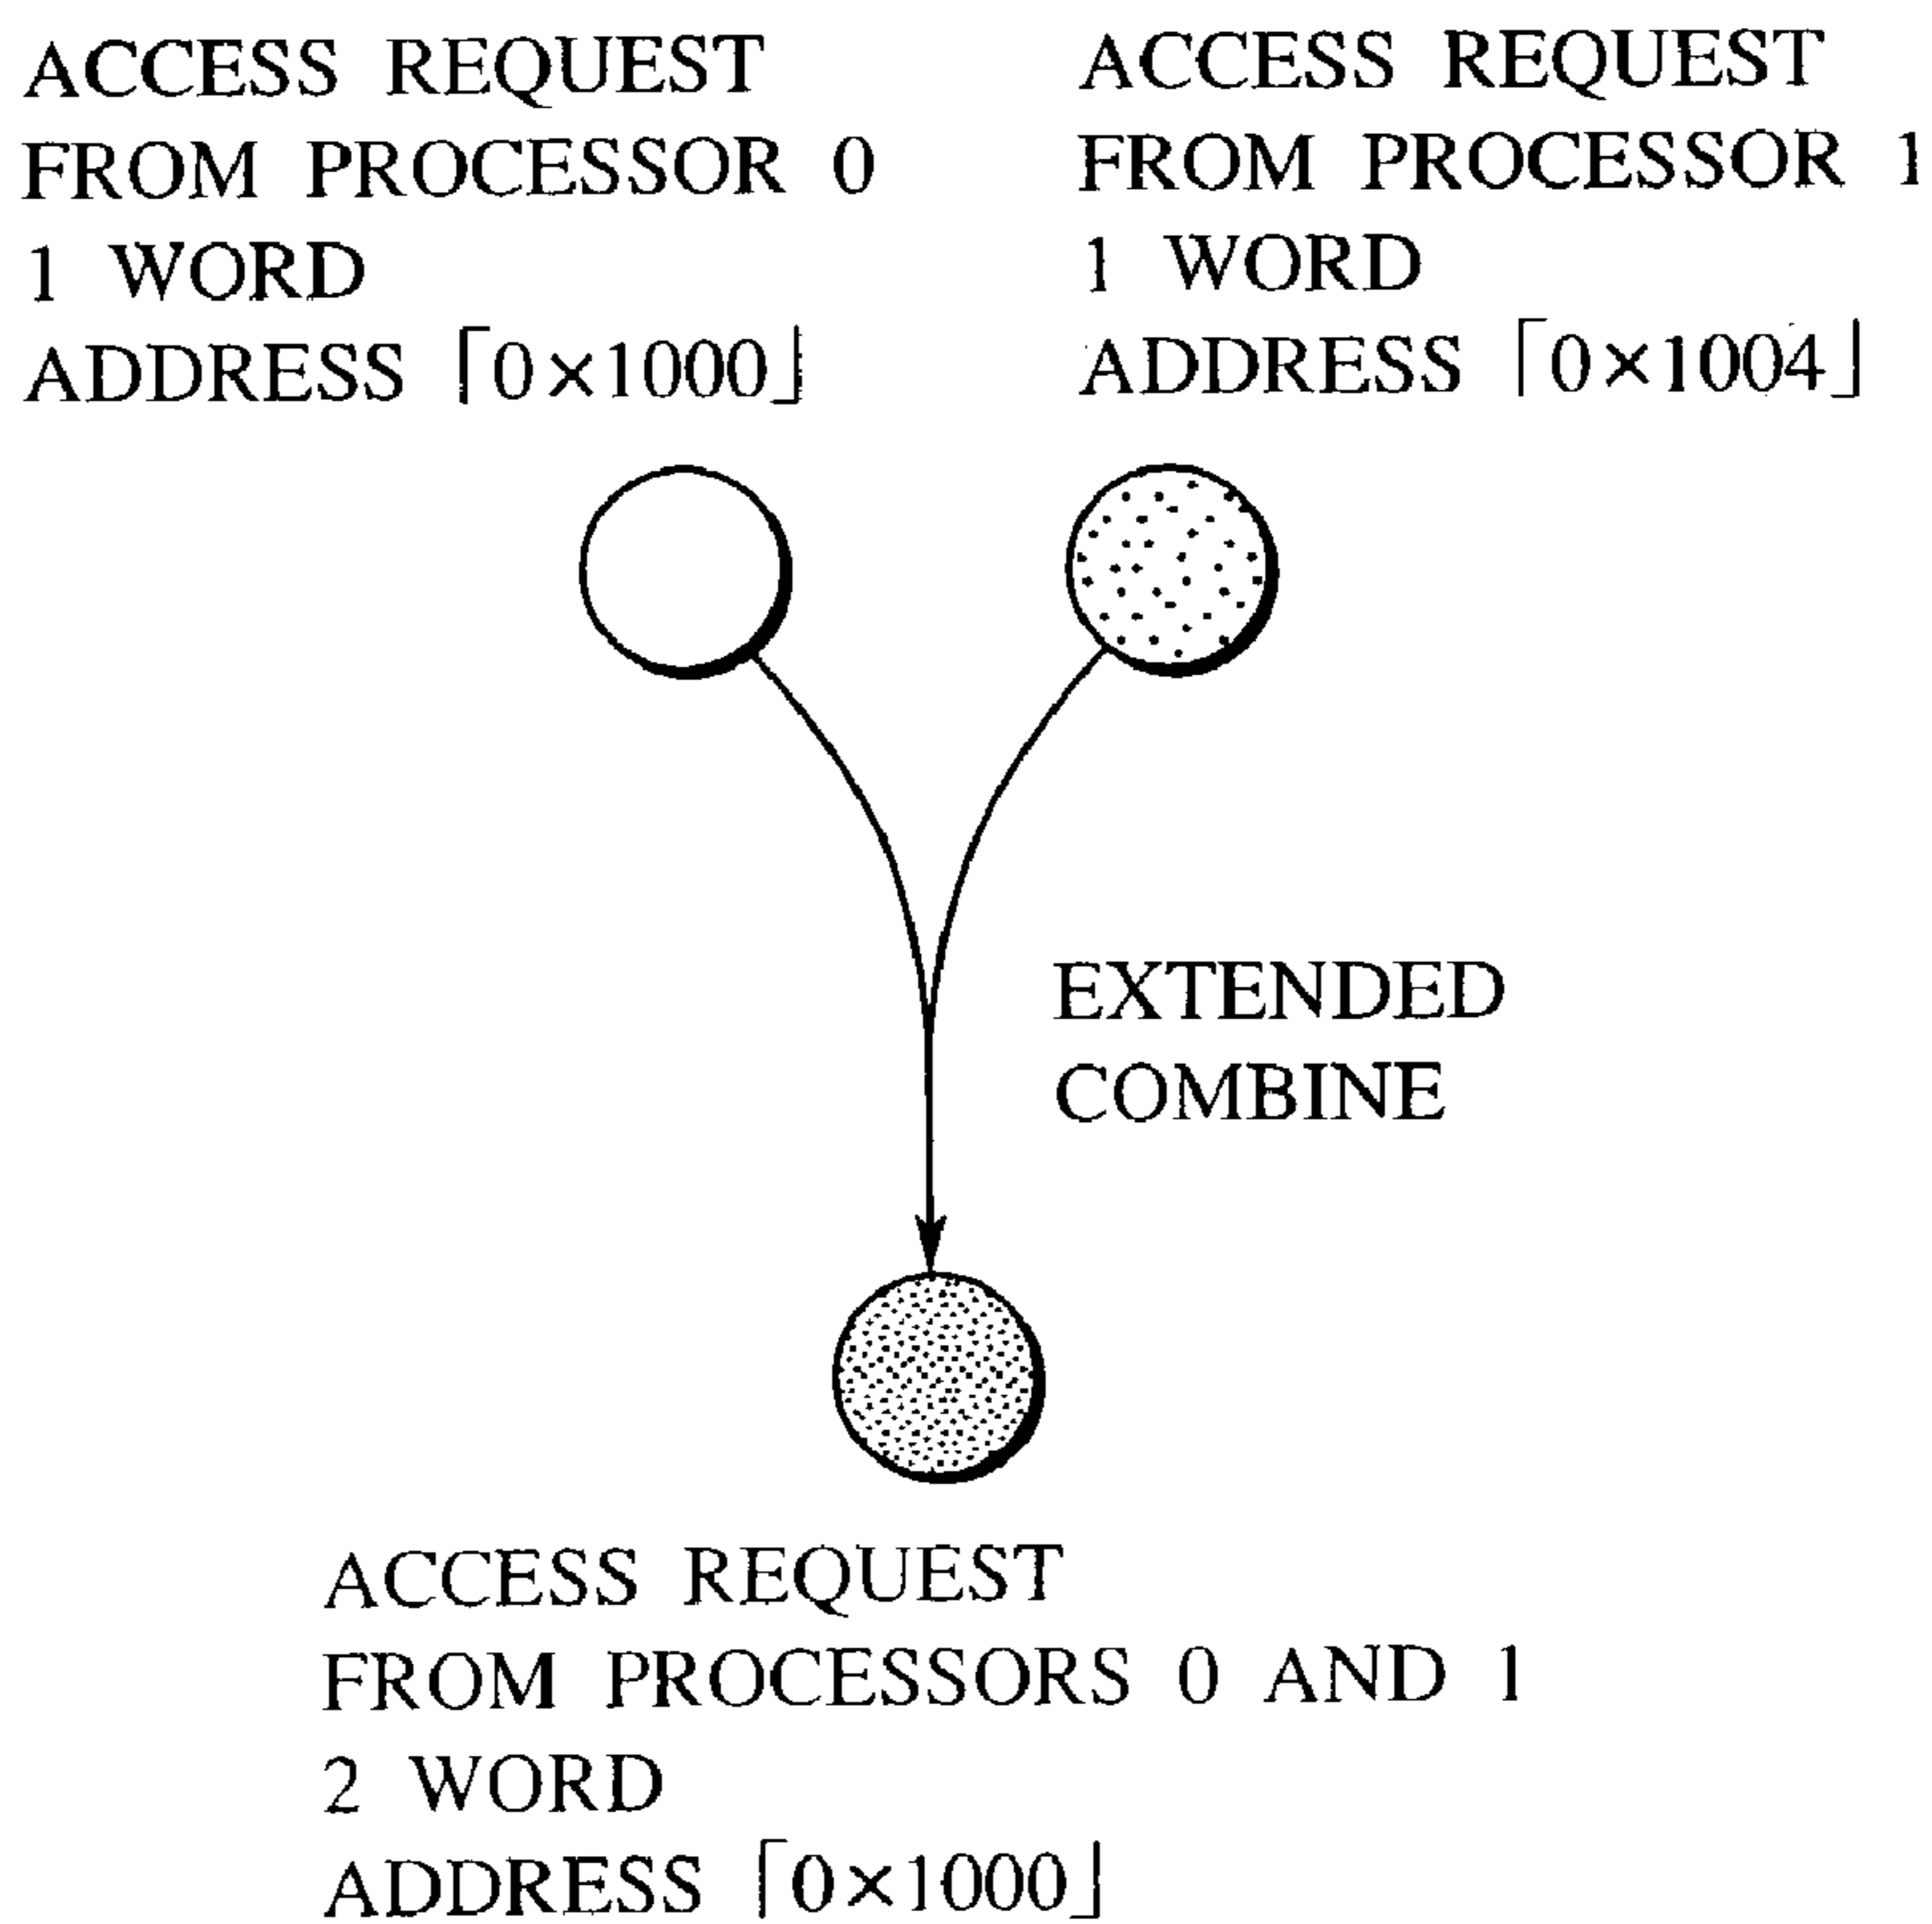 ACCESS REQUEST
FROM PROCESSOR 0
1 WORD
ADDRESS 「0×1000」
ACCESS REQUEST
FROM PROCESSOR 1
1 WORD
ADDRESS 「0×1004」
EXTENDED
COMBINE
ACCESS REQUEST
FROM PROCESSORS 0 AND 1
2 WORD
ADDRESS 「0×1000」